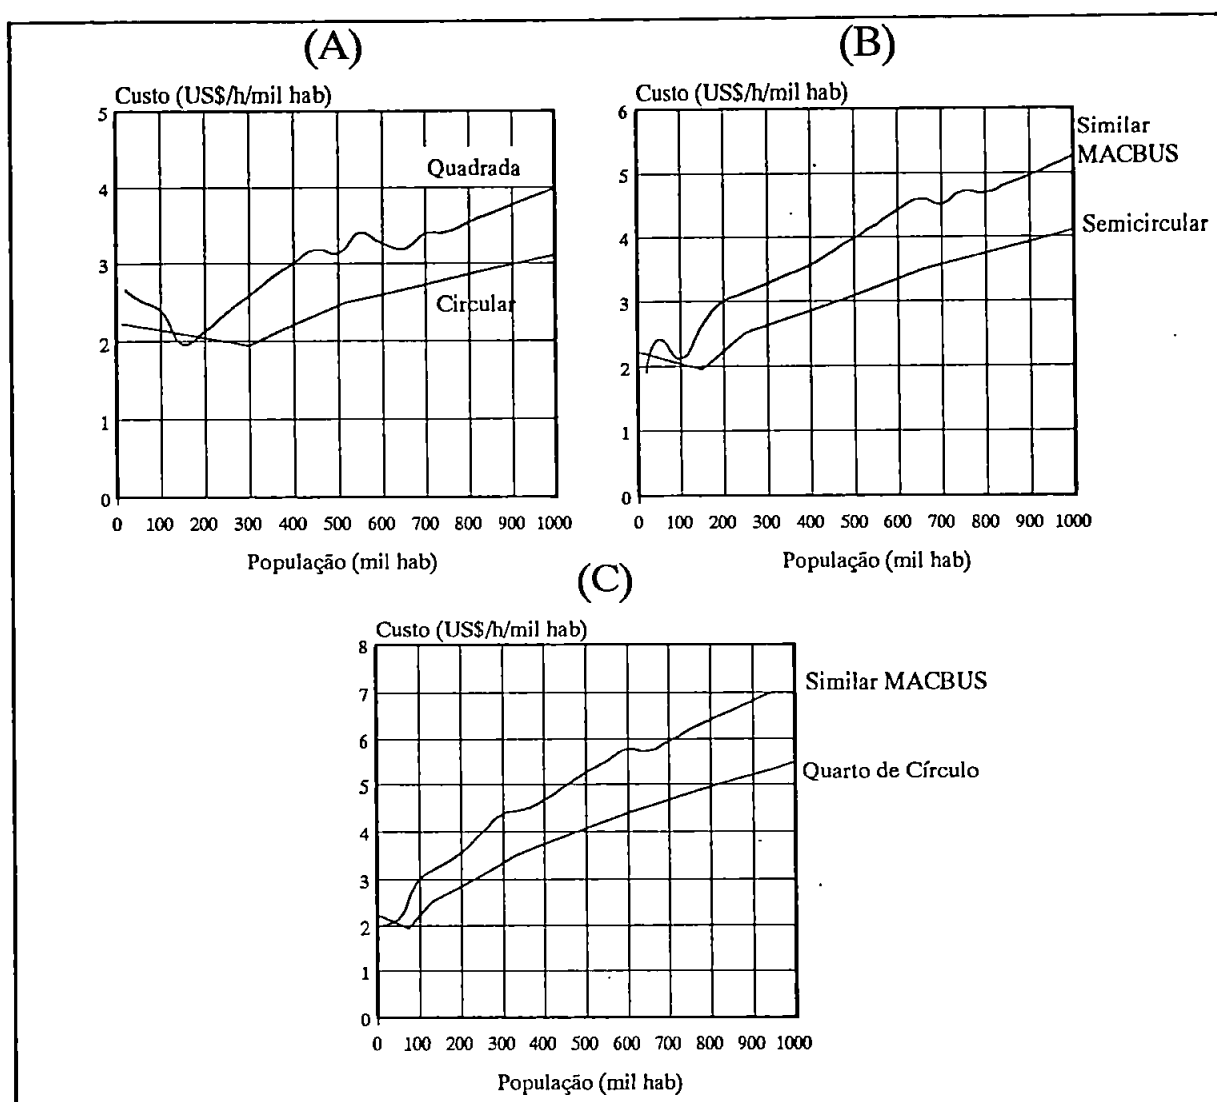 (A)
Custo (US$/h/mil hab)
5
4
3
2
1
0
Quadrada
Circular
0 100 200 300 400 500 600 700 800 900 1000
População (mil hab)
(B)
Custo (US$/h/mil hab)
6
5
4
3
2
1
0
Similar
MACBUS
Semicircular
0 100 200 300 400 500 600 700 800 900 1000
População (mil hab)
(C)
Custo (US$/h/mil hab)
8
7
6
5
4
3
2
1
0
Similar MACBUS
Quarto de Círculo
0 100 200 300 400 500 600 700 800 900 1000
População (mil hab)